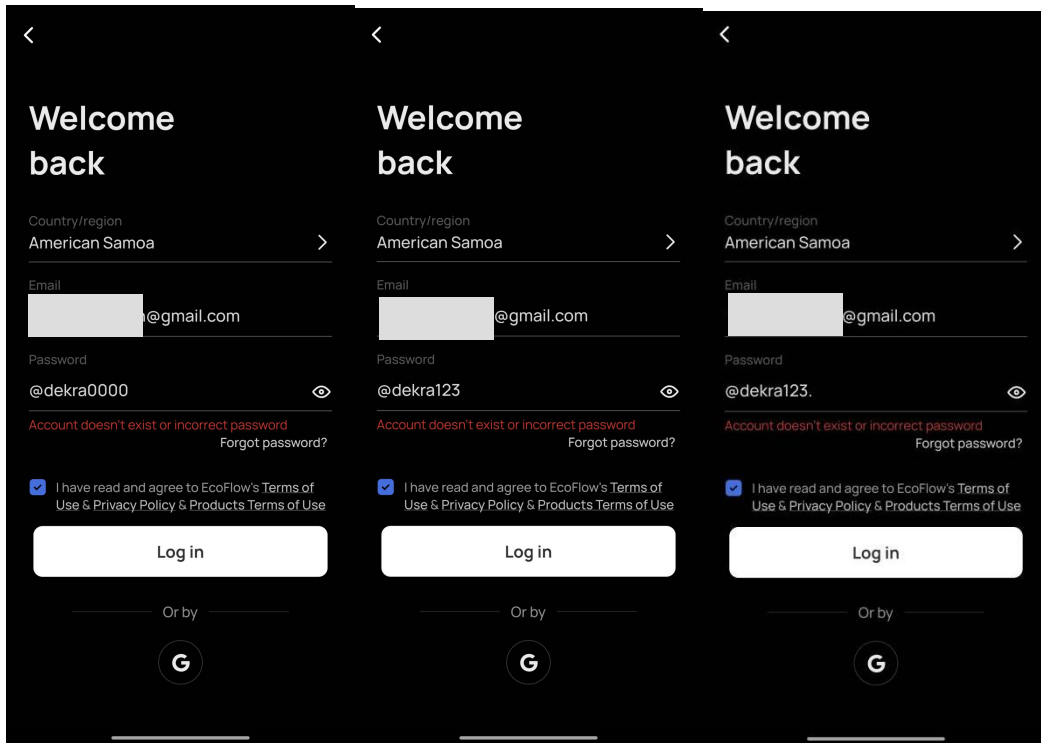 Welcome
back
Country/region
American Samoa
Email
@gmail.com
Password
@dekra0000
Account doesn't exist or incorrect password
Forgot password?
I have read and agree to EcoFlow's Terms of
Use & Privacy Policy & Products Terms of Use
Log in
Or by
G
Welcome
back
Country/region
American Samoa
Email
@gmail.com
Password
@dekra123
Account doesn't exist or incorrect password
Forgot password?
I have read and agree to EcoFlow's Terms of
Use & Privacy Policy & Products Terms of Use
Log in
Or by
G
Welcome
back
Country/region
American Samoa
Email
@gmail.com
Password
@dekra123.
Account doesn't exist or incorrect password
Forgot password?
I have read and agree to EcoFlow's Terms of
Use & Privacy Policy & Products Terms of Use
Log in
Or by
G